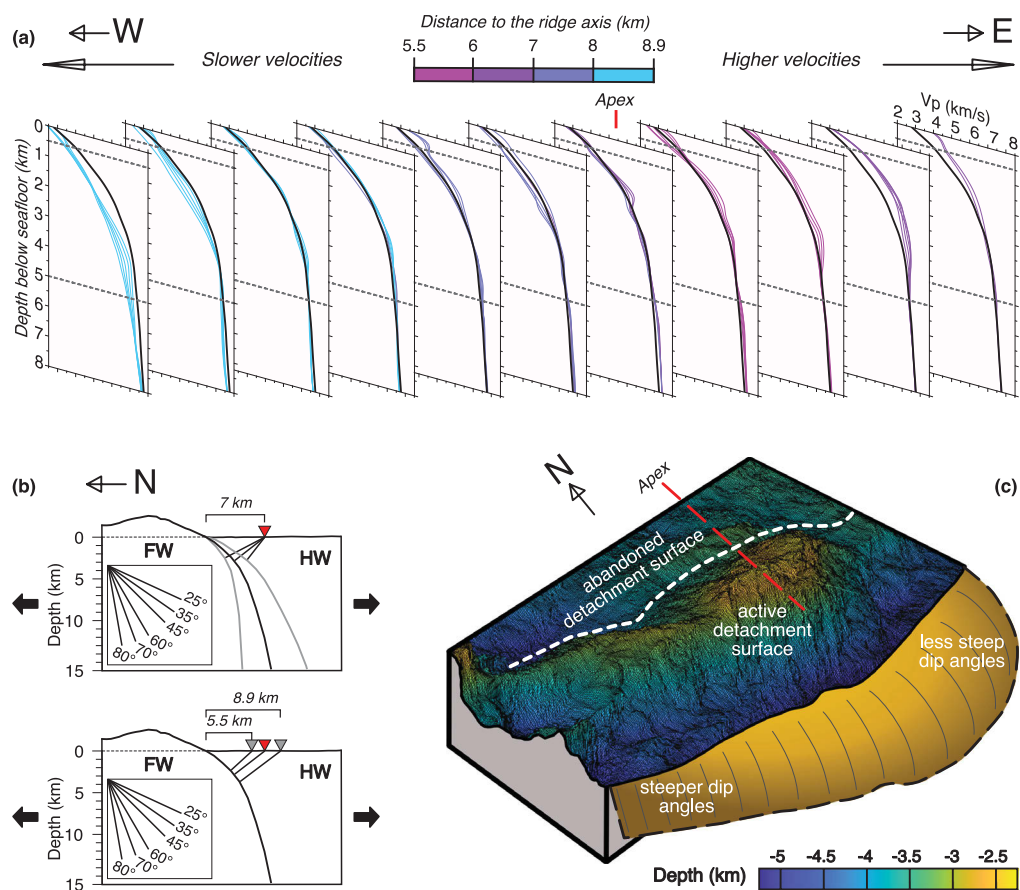 (a)
W
Slower velocities
Distance to the ridge axis (km)
5.5 6 7 8 8.9
Higher velocities
E
Apex
Vp (km/s)
2 3 4 5 6 7 8
Depth below seafloor (km)
0
1
2
3
4
5
6
7
8
(b)
N
7 km
FW
HW
Depth (km)
0
5
10
15
25°
35°
45°
60°
70°
80°
8.9 km
5.5 km
FW
HW
Depth (km)
0
5
10
15
25°
35°
45°
60°
70°
80°
(c)
N
Apex
abandoned
detachment surface
active
detachment
surface
less steep
dip angles
steeper dip
angles
Depth (km)
-5 -4.5 -4 -3.5 -3 -2.5